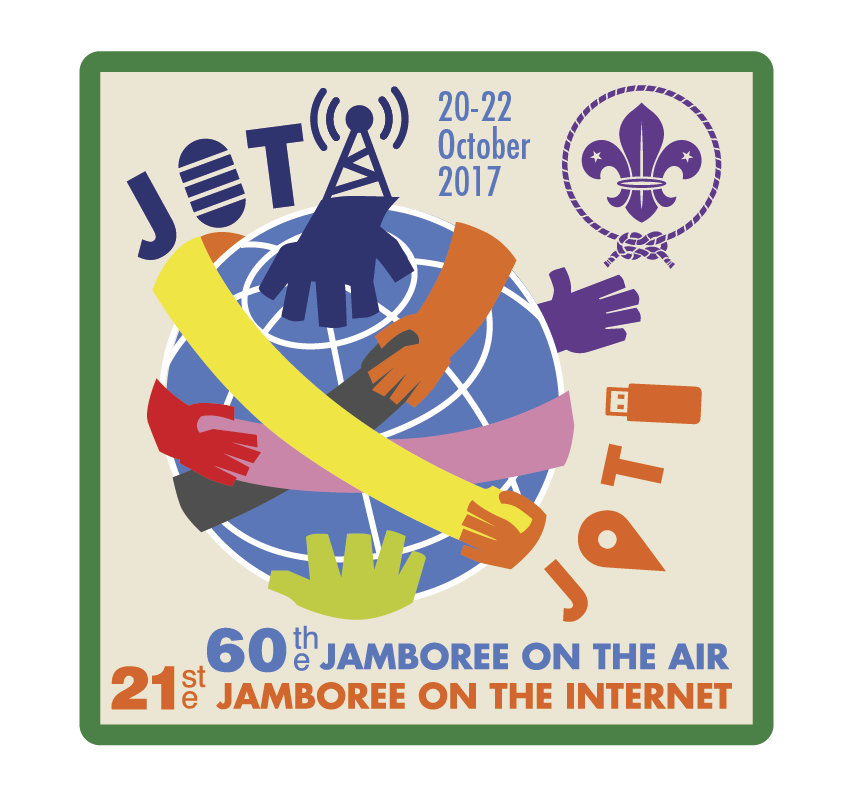 JOTA
20-22
October
2017
JOTI
60th/e JAMBOREE ON THE AIR
21st/e JAMBOREE ON THE INTERNET